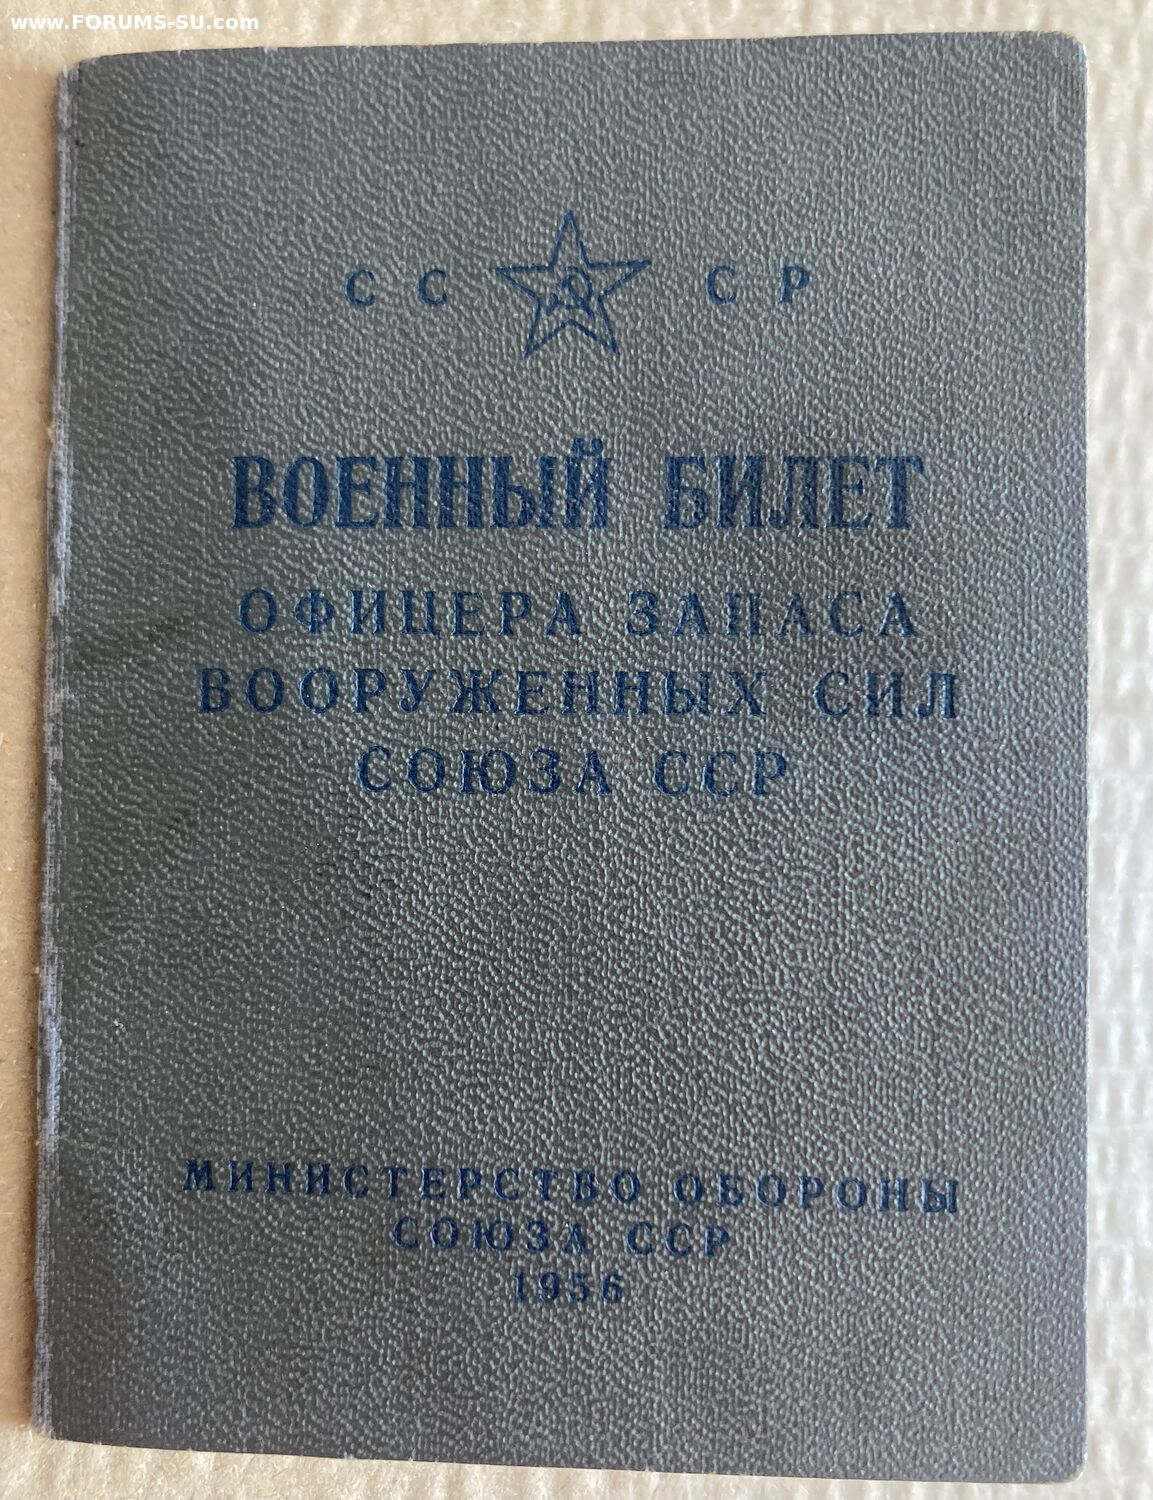 www.FORUMS-SU.com
СС СР
ВОЕННЫЙ БИЛЕТ
ОФИЦЕРА ЗАПАСА
ВООРУЖЕННЫХ СИЛ
СОЮЗА ССР
МИНИСТЕРСТВО ОБОРОНЫ
СОЮЗА ССР
1956